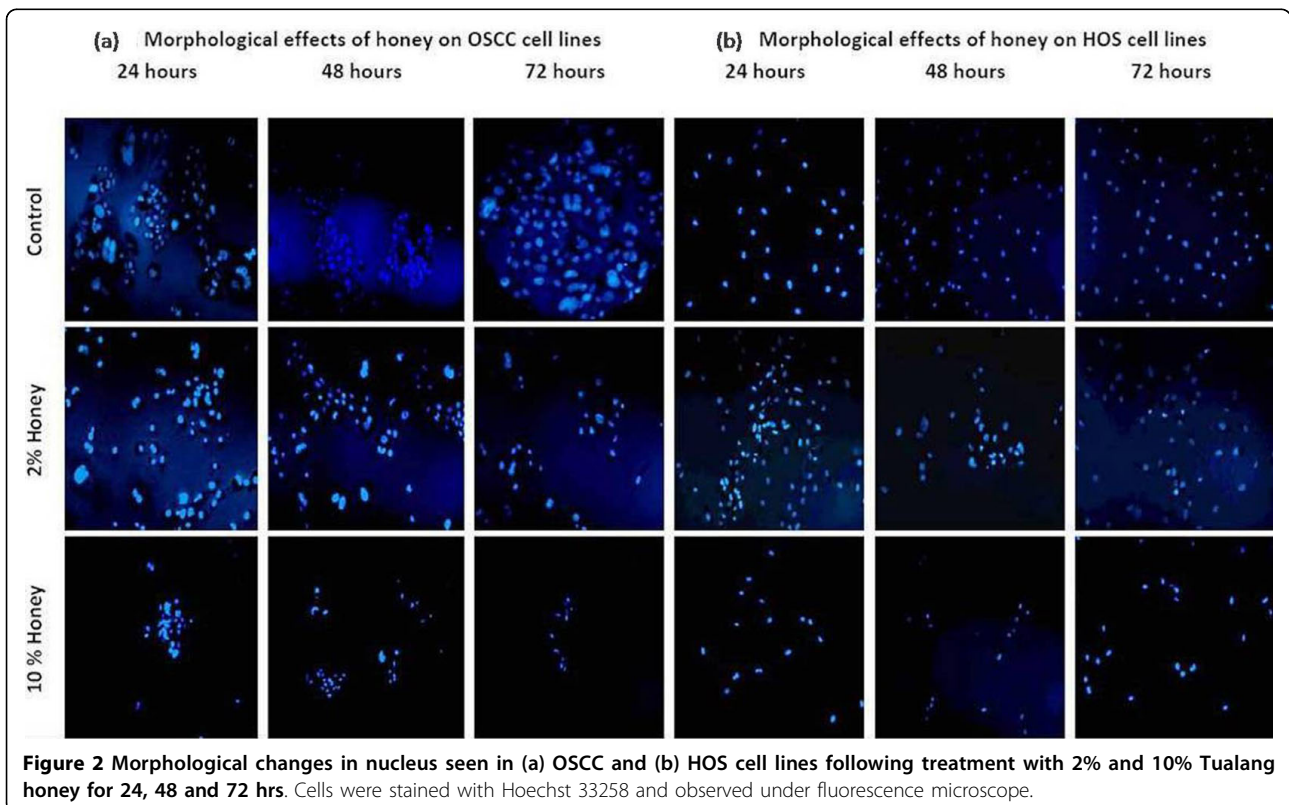 (a) Morphological effects of honey on OSCC cell lines
24 hours 48 hours 72 hours
(b) Morphological effects of honey on HOS cell lines
24 hours 48 hours 72 hours
Control
2% Honey
10 % Honey
Figure 2 Morphological changes in nucleus seen in (a) OSCC and (b) HOS cell lines following treatment with 2% and 10% Tualang
honey for 24, 48 and 72 hrs. Cells were stained with Hoechst 33258 and observed under fluorescence microscope.